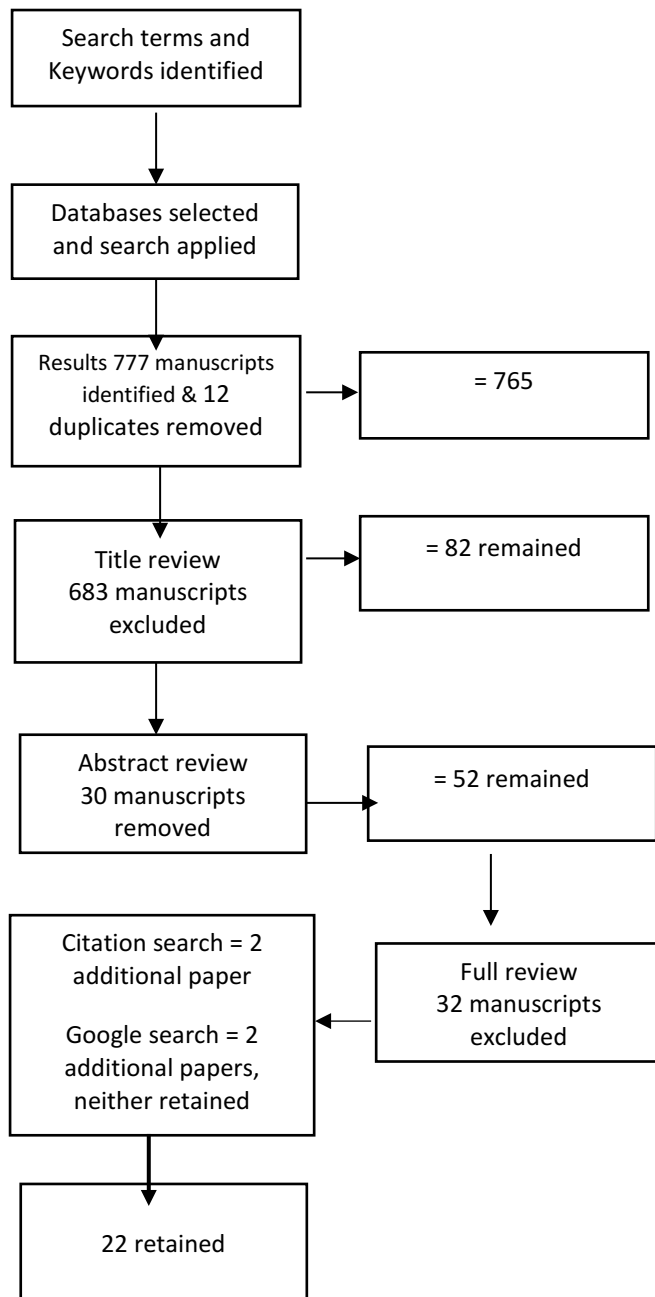 Search terms and
Keywords identified
Databases selected
and search applied
Results 777 manuscripts
identified & 12
duplicates removed
= 765
Title review
683 manuscripts
excluded
= 82 remained
Abstract review
30 manuscripts
removed
= 52 remained
Full review
32 manuscripts
excluded
Citation search = 2
additional paper
Google search = 2
additional papers,
neither retained
22 retained